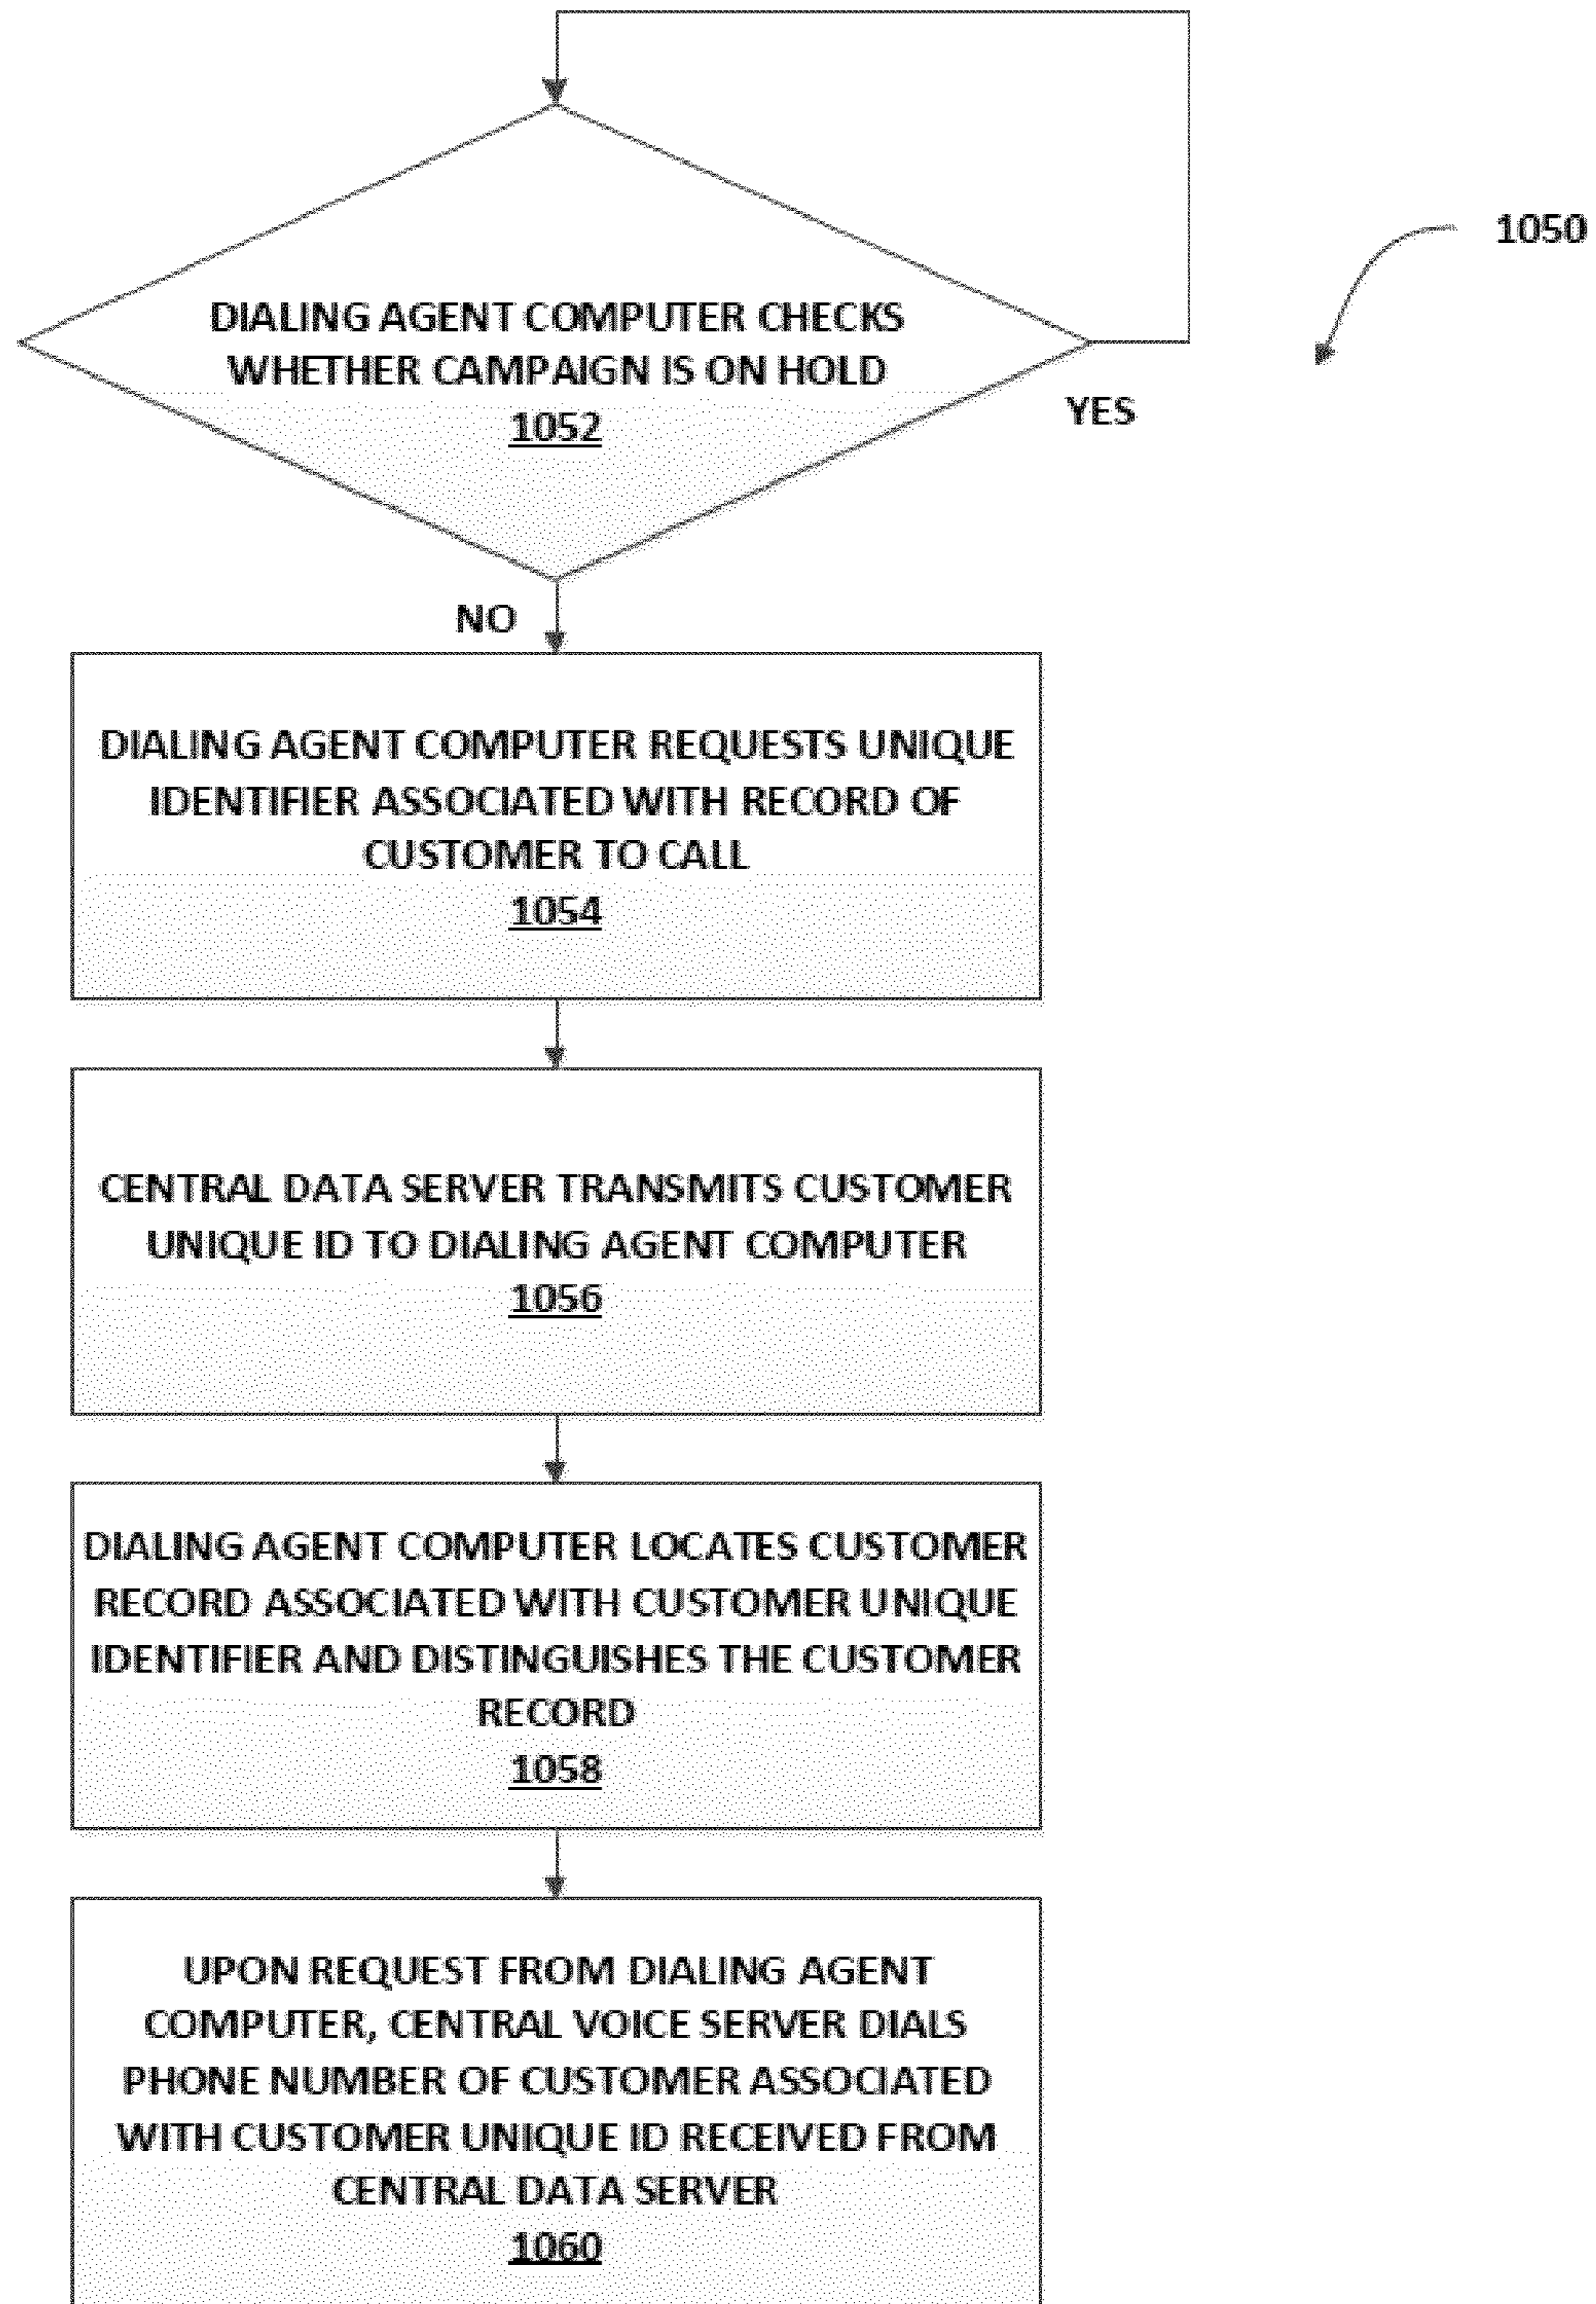 1050
DIALING AGENT COMPUTER CHECKS
WHETHER CAMPAIGN IS ON HOLD
1052
YES
NO
DIALING AGENT COMPUTER REQUESTS UNIQUE
IDENTIFIER ASSOCIATED WITH RECORD OF
CUSTOMER TO CALL
1054
CENTRAL DATA SERVER TRANSMITS CUSTOMER
UNIQUE ID TO DIALING AGENT COMPUTER
1056
DIALING AGENT COMPUTER LOCATES CUSTOMER
RECORD ASSOCIATED WITH CUSTOMER UNIQUE
IDENTIFIER AND DISTINGUISHES THE CUSTOMER
RECORD
1058
UPON REQUEST FROM DIALING AGENT
COMPUTER, CENTRAL VOICE SERVER DIALS
PHONE NUMBER OF CUSTOMER ASSOCIATED
WITH CUSTOMER UNIQUE ID RECEIVED FROM
CENTRAL DATA SERVER
1060